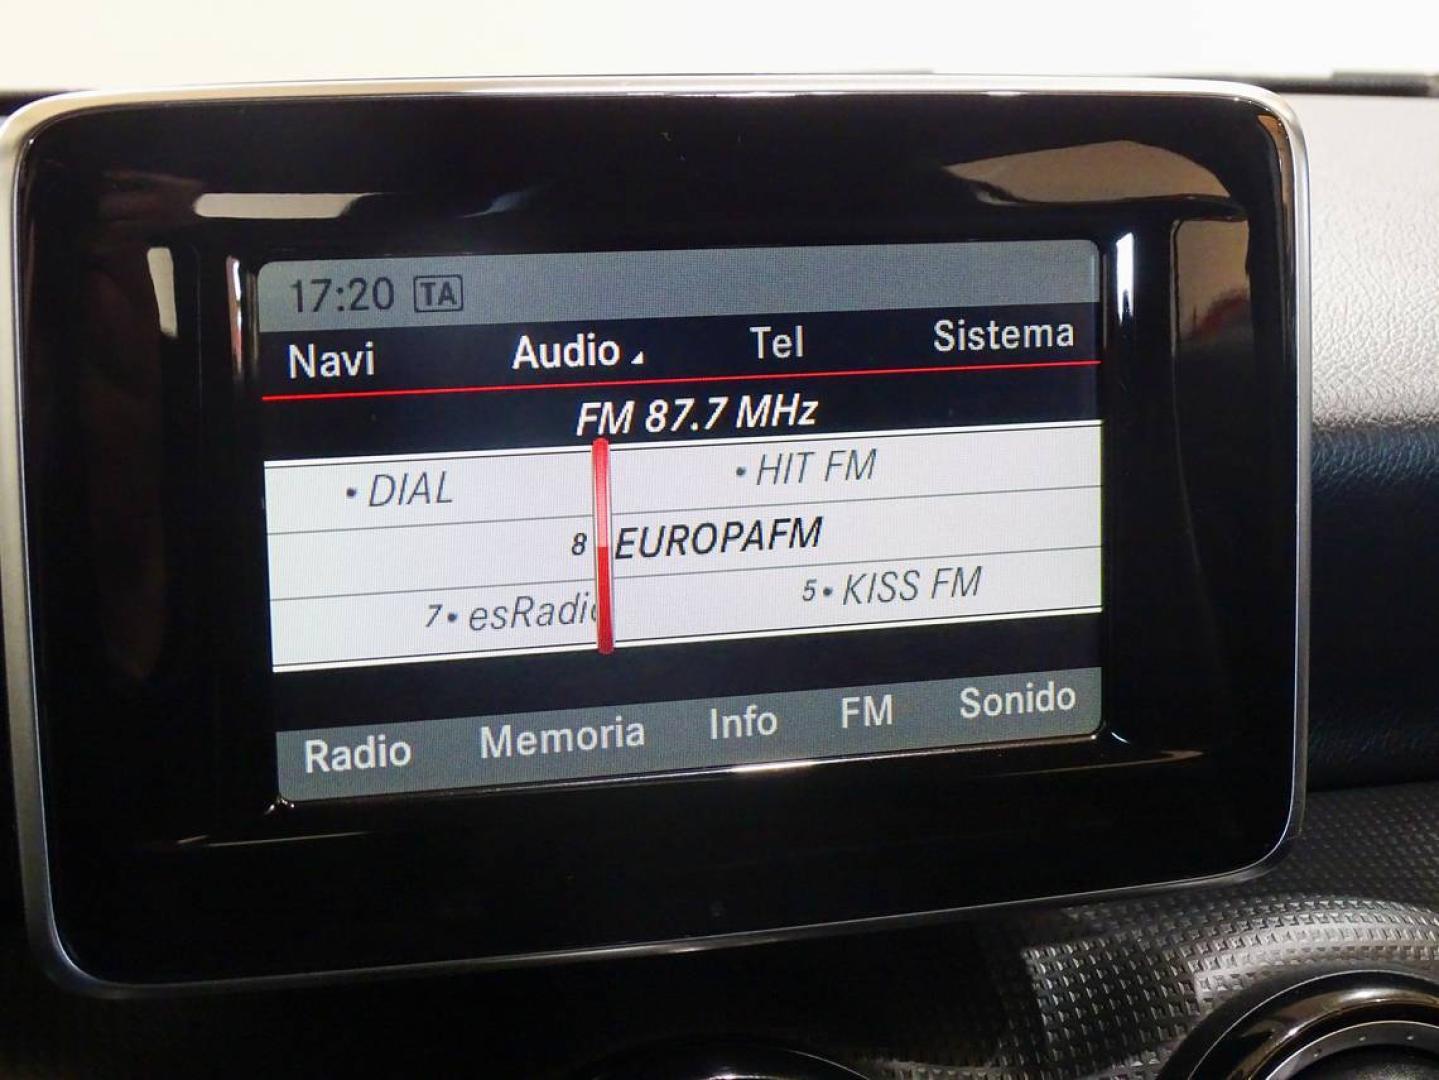 17:20 TA
Navi Audio Tel Sistema
FM 87.7 MHz
• DIAL • HIT FM
8 EUROPAFM
7 • esRadio 5 • KISS FM
Radio Memoria Info FM Sonido